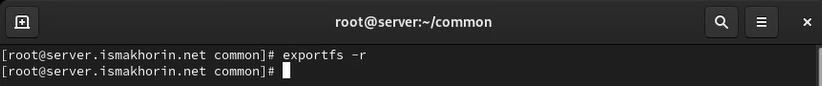 root@server:~/common
[root@server.ismakhorin.net common]# exportfs -r
[root@server.ismakhorin.net common]#